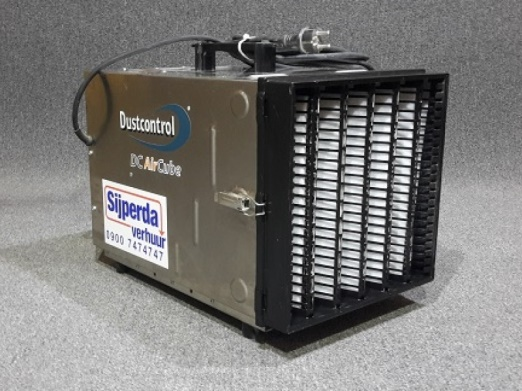 Dustcontrol
DC AirCube
Sijperda
verhuur
0900 7474747